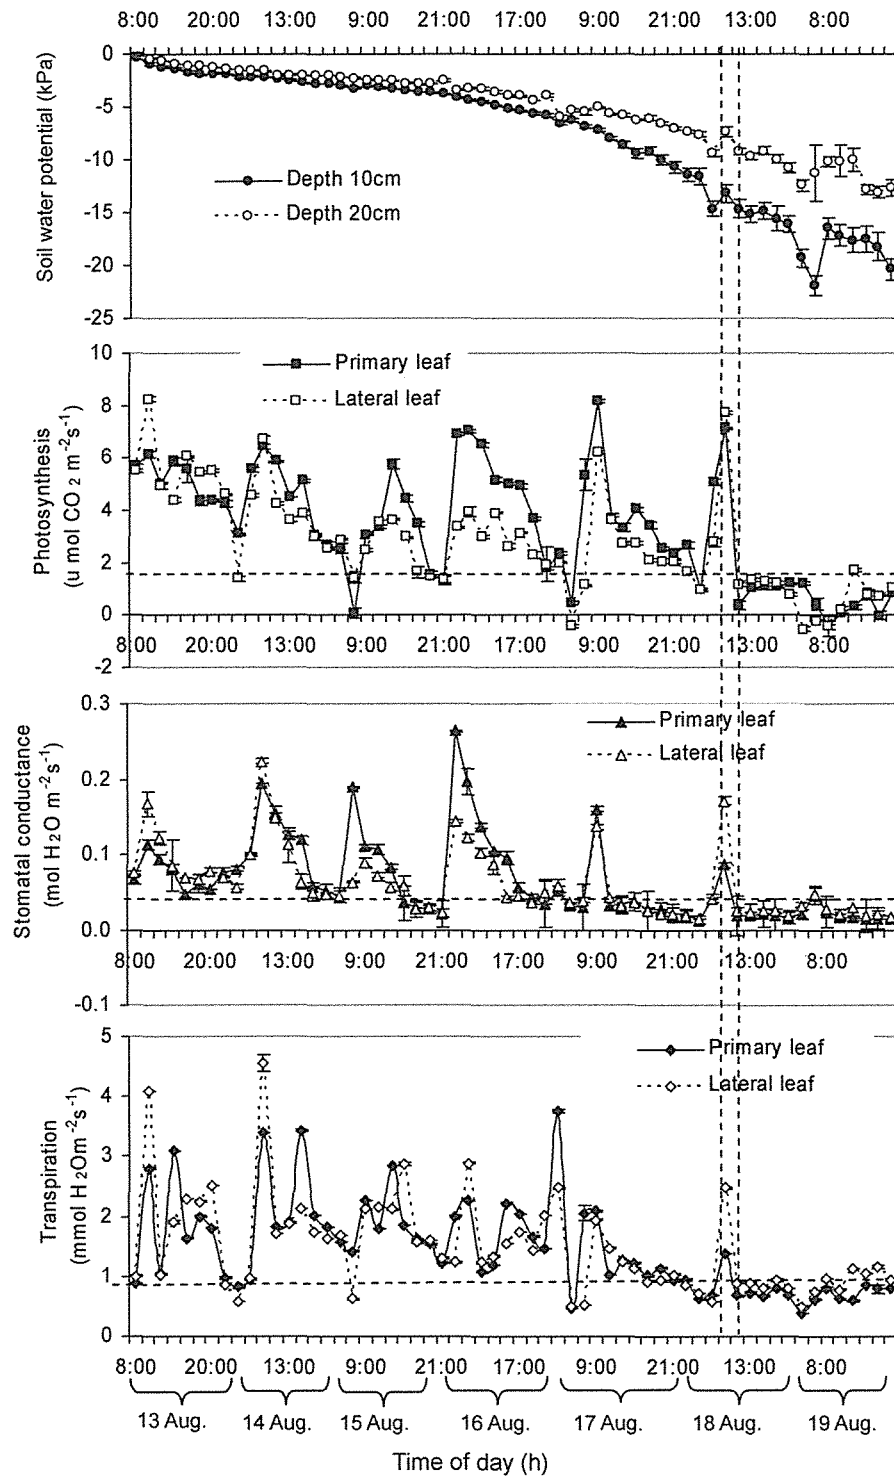 8:00 20:00 13:00 9:00 21:00 17:00 9:00 21:00 13:00 8:00
Soil water potential (kPa)
0
-5
-10
-15
-20
-25
Depth 10cm
Depth 20cm
Photosynthesis
(u mol CO 2 m-2s-1)
10
8
6
4
2
0
-2
Primary leaf
Lateral leaf
8:00 20:00 13:00 9:00 21:00 17:00 9:00 21:00 13:00 8:00
Stomatal conductance
(mol H2O m-2s-1)
0.3
0.2
0.1
0.0
-0.1
Primary leaf
Lateral leaf
8:00 20:00 13:00 9:00 21:00 17:00 9:00 21:00 13:00 8:00
Transpiration
(mmol H2Om-2s-1)
5
4
3
2
1
0
Primary leaf
Lateral leaf
8:00 20:00 13:00 9:00 21:00 17:00 9:00 21:00 13:00 8:00
13 Aug. 14 Aug. 15 Aug. 16 Aug. 17 Aug. 18 Aug. 19 Aug.
Time of day (h)